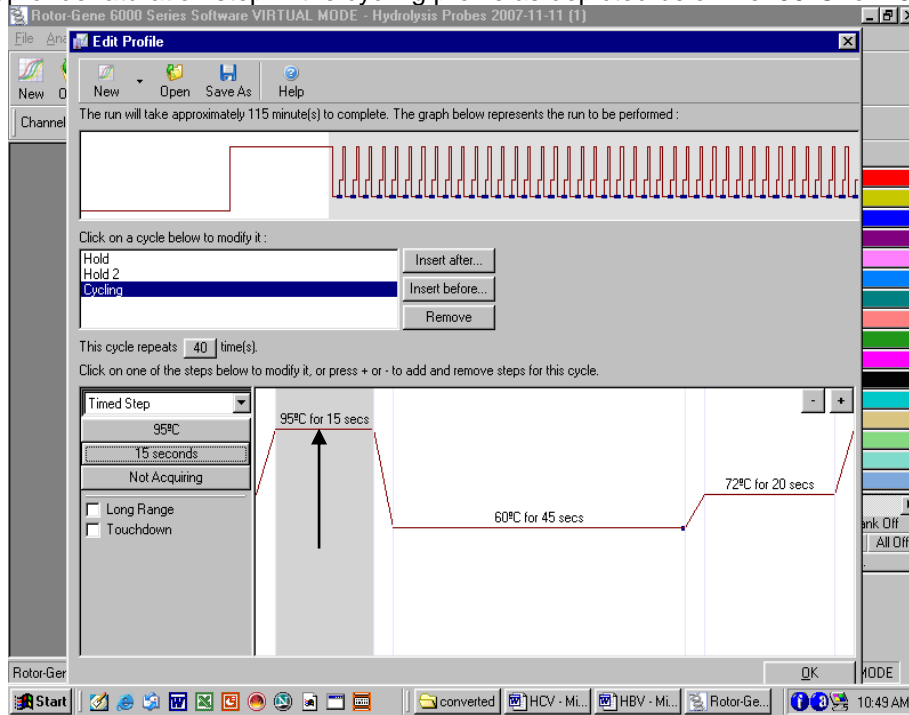 Rotor-Gene 6000 Series Software VIRTUAL MODE - Hydrolysis Probes 2007-11-11 (1)
File Ana
Edit Profile
New Open Save As Help
New O
The run will take approximately 115 minute(s) to complete. The graph below represents the run to be performed :
Channel
Click on a cycle below to modify it :
Hold
Hold 2
Cycling
Insert after...
Insert before...
Remove
This cycle repeats 40 time(s).
Click on one of the steps below to modify it, or press + or - to add and remove steps for this cycle.
Timed Step
- +
95ºC
15 seconds
Not Acquiring
Long Range
Touchdown
95ºC for 15 secs
60ºC for 45 secs
72ºC for 20 secs
ank Off
All Off
OK
Rotor-Ger
MODE
Start
converted
HCV - Mi...
HBV - Mi...
Rotor-Ge...
10:49 AM